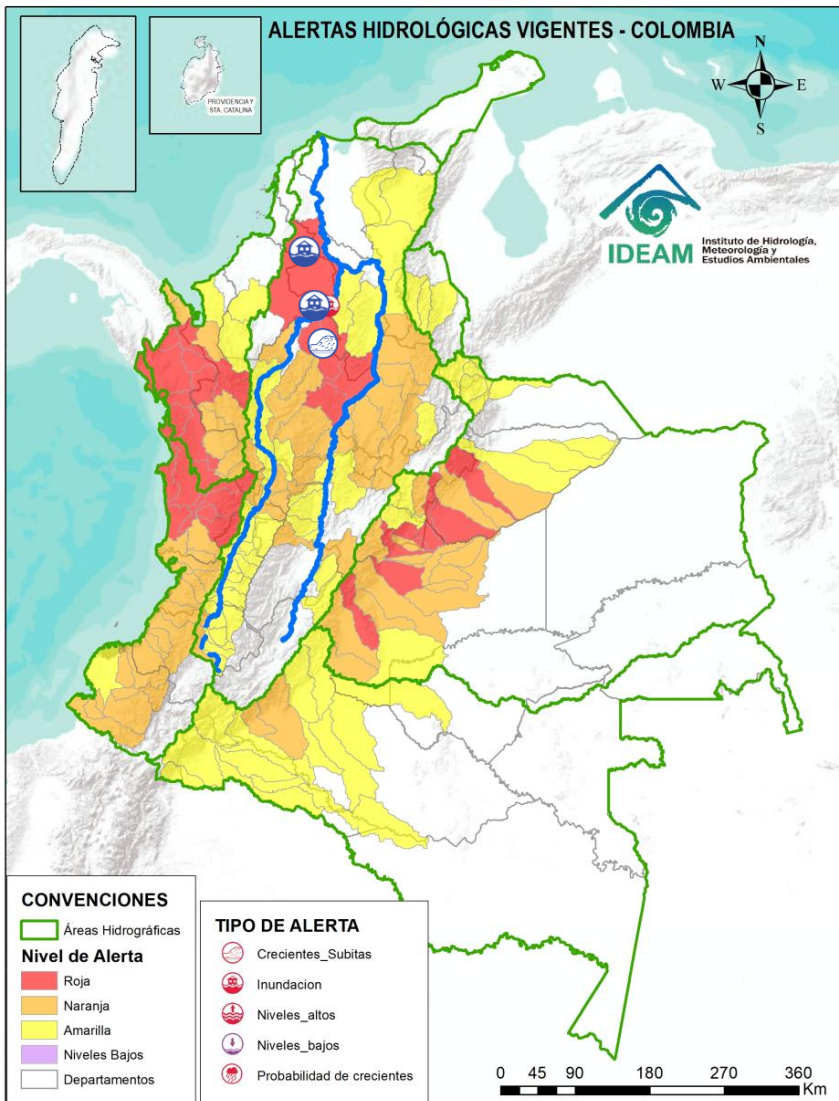 ALERTAS HIDROLÓGICAS VIGENTES - COLOMBIA
PROVIDENCIA Y
STA. CATALINA
N
W
E
S
IDEAM
Instituto de Hidrología,
Meteorología y
Estudios Ambientales
CONVENCIONES
Áreas Hidrográficas
Nivel de Alerta
Roja
Naranja
Amarilla
Niveles Bajos
Departamentos
TIPO DE ALERTA
Crecientes_Subitas
Inundacion
Niveles_altos
Niveles_bajos
Probabilidad de crecientes
0 45 90 180 270 360
Km